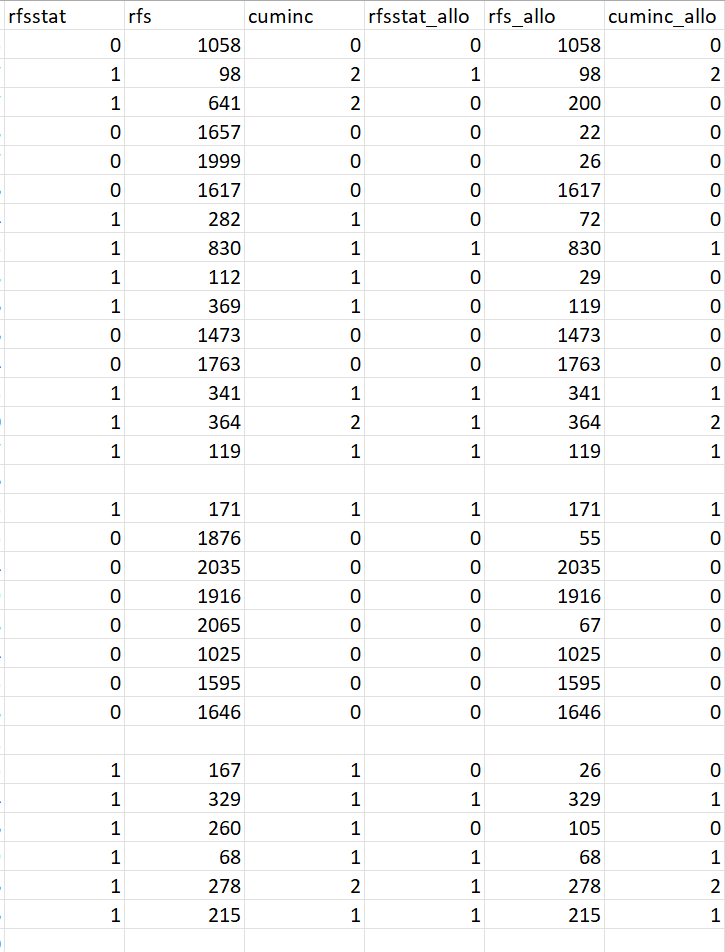 rfsstat rfs cuminc rfsstat_allo rfs_allo cuminc_allo
0 1058 0 0 1058 0
1 98 2 1 98 2
1 641 2 0 200 0
0 1657 0 0 22 0
0 1999 0 0 26 0
0 1617 0 0 1617 0
1 282 1 0 72 0
1 830 1 1 830 1
1 112 1 0 29 0
1 369 1 0 119 0
0 1473 0 0 1473 0
0 1763 0 0 1763 0
1 341 1 1 341 1
1 364 2 1 364 2
1 119 1 1 119 1
1 171 1 1 171 1
0 1876 0 0 55 0
0 2035 0 0 2035 0
0 1916 0 0 1916 0
0 2065 0 0 67 0
0 1025 0 0 1025 0
0 1595 0 0 1595 0
0 1646 0 0 1646 0
1 167 1 0 26 0
1 329 1 1 329 1
1 260 1 0 105 0
1 68 1 1 68 1
1 278 2 1 278 2
1 215 1 1 215 1